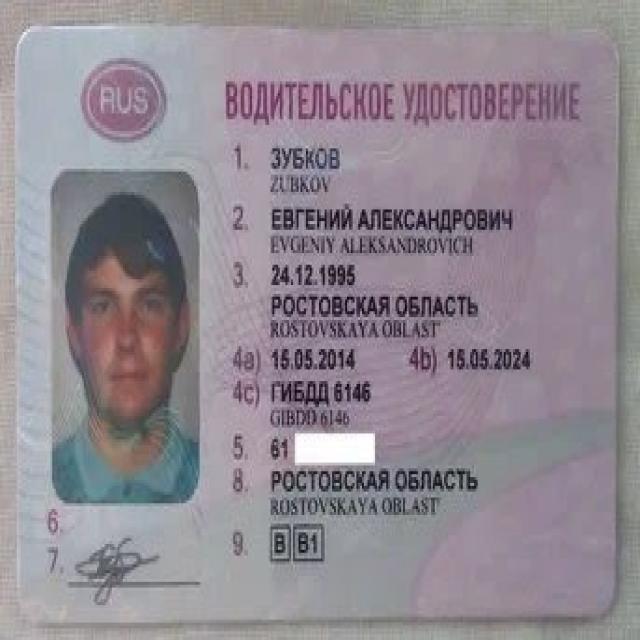 RUS
ВОДИТЕЛЬСКОЕ УДОСТОВЕРЕНИЕ
1. ЗУБКОВ
ZUBKOV
2. ЕВГЕНИЙ АЛЕКСАНДРОВИЧ
EVGENIY ALEKSANDROVICH
3. 24.12.1995
РОСТОВСКАЯ ОБЛАСТЬ
ROSTOVSKAYA OBLAST'
4a) 15.05.2014 4b) 15.05.2024
4c) ГИБДД 6146
GIBDD 6146
5. 61
8. РОСТОВСКАЯ ОБЛАСТЬ
ROSTOVSKAYA OBLAST'
6.
7.
9. B B1